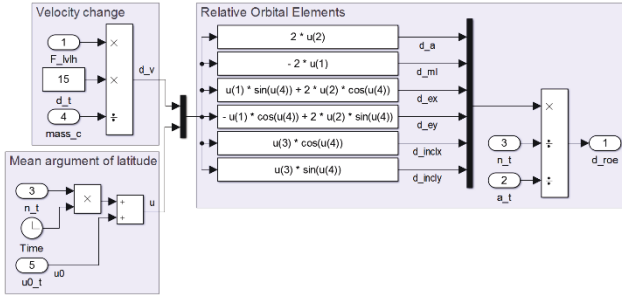 Velocity change
1
F_lvlh
15
d_t
4
mass_c
×
×
÷
d_v
Mean argument of latitude
3
n_t
Time
5
u0_t
×
+
+
u
u0
Relative Orbital Elements
2 * u(2)
d_a
- 2 * u(1)
d_ml
u(1) * sin(u(4)) + 2 * u(2) * cos(u(4))
d_ex
- u(1) * cos(u(4)) + 2 * u(2) * sin(u(4))
d_ey
u(3) * cos(u(4))
d_inclx
u(3) * sin(u(4))
d_incly
3
n_t
2
a_t
×
÷
÷
1
d_roe